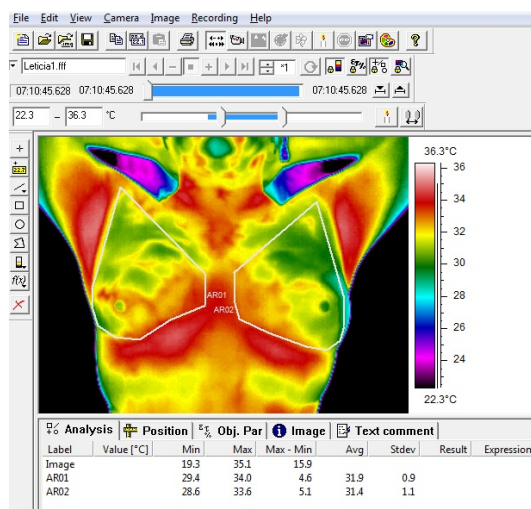 File Edit View Camera Image Recording Help
Leticia1.fff
×1
07:10:45.628 07:10:45.628 07:10:45.628
22.3 – 36.3 °C
36.3°C
36
34
32
30
28
26
24
22.3°C
AR01
AR02
Analysis Position Obj. Par Image Text comment
Label Value [°C] Min Max Max - Min Avg Stdev Result Expression
Image 19.3 35.1 15.9
AR01 29.4 34.0 4.6 31.9 0.9
AR02 28.6 33.6 5.1 31.4 1.1